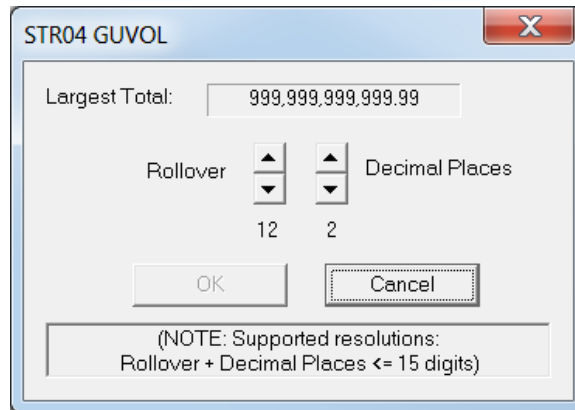 STR04 GUVOL
Largest Total: 999,999,999,999.99
Rollover Decimal Places
12 2
OK Cancel
(NOTE: Supported resolutions:
Rollover + Decimal Places <= 15 digits)